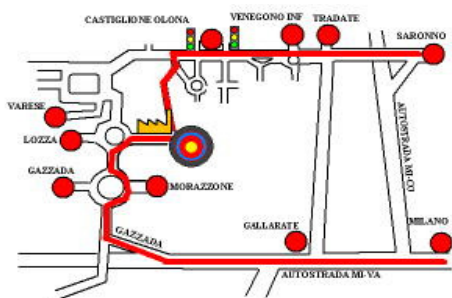 CASTIGLIONE OLONA
VENEGONO INF
TRADATE
SARONNO
VARESE
LOZZA
GAZZADA
MORAZZONE
AUTOSTRADA MI-CO
GAZZADA
GALLARATE
MILANO
AUTOSTRADA MI-VA